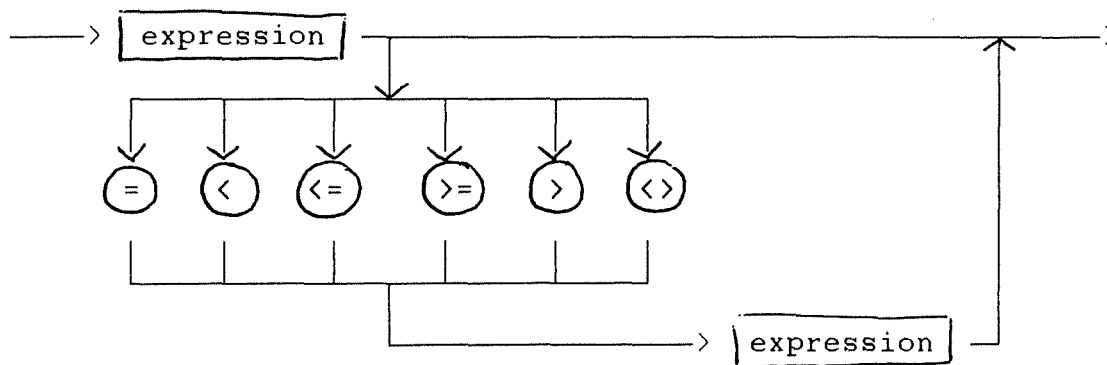 expression
= < <= >= > <>
expression